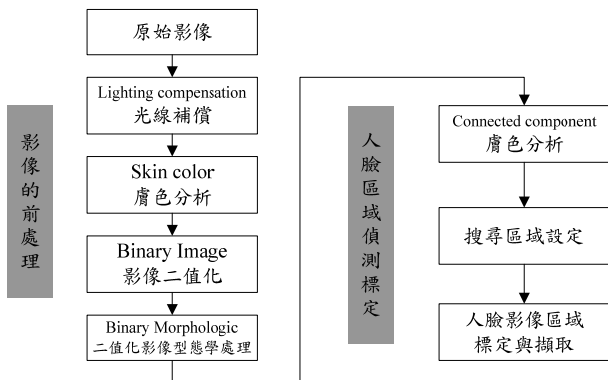 原始影像
Lighting compensation
光線補償
Skin color
膚色分析
Binary Image
影像二值化
Binary Morphologic
二值化影像型態學處理
影像的前處理
Connected component
膚色分析
搜尋區域設定
人臉影像區域
標定與擷取
人臉區域偵測標定